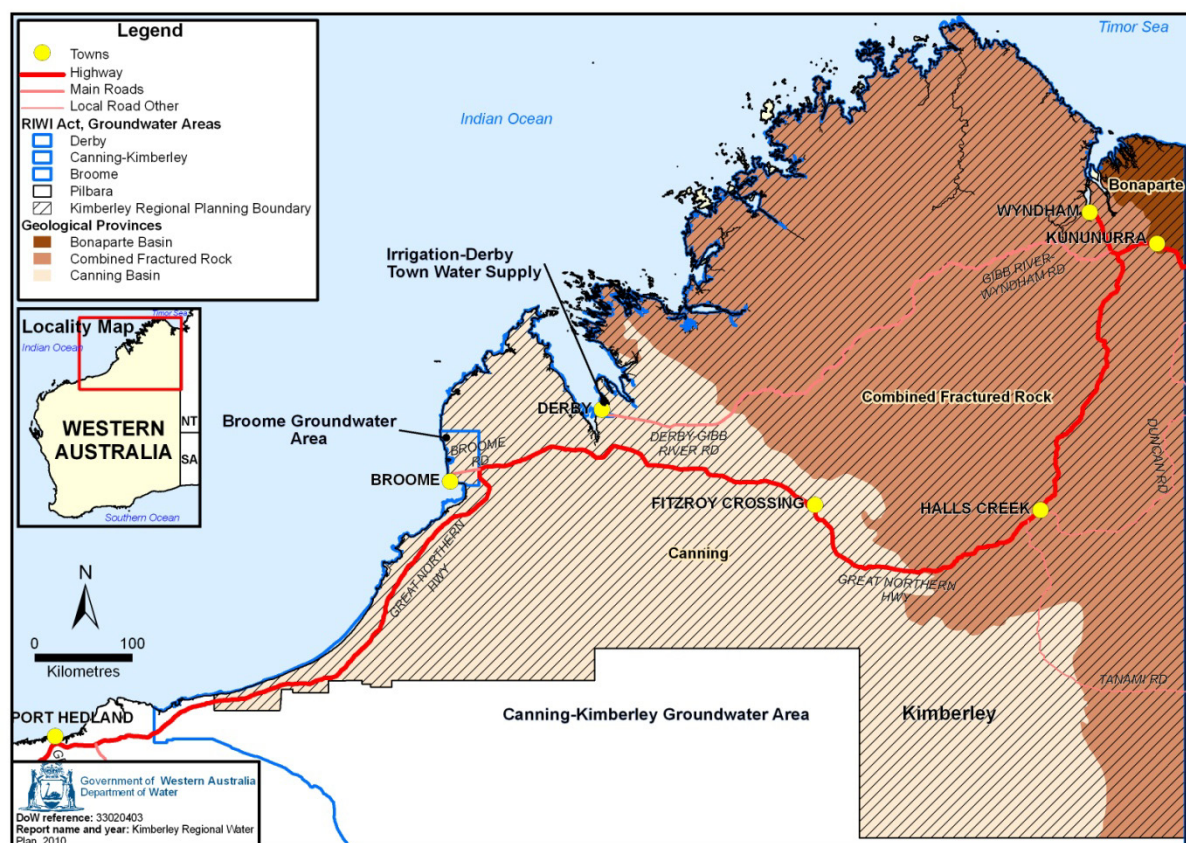 Legend
Towns
Highway
Main Roads
Local Road Other
RIWI Act, Groundwater Areas
Derby
Canning-Kimberley
Broome
Pilbara
Kimberley Regional Planning Boundary
Geological Provinces
Bonaparte Basin
Combined Fractured Rock
Canning Basin
Timor Sea
Indian Ocean
Locality Map
Timor Sea
Indian Ocean
WESTERN
AUSTRALIA
NT
SA
Southern Ocean
Bonaparte
WYNDHAM
KUNUNURRA
GIBB RIVER-
WYNDHAM RD
Irrigation-Derby
Town Water Supply
DERBY
DERBY-GIBB
RIVER RD
Combined Fractured Rock
DUNCAN RD
Broome Groundwater
Area
BROOME
RD
BROOME
FITZROY CROSSING
HALLS CREEK
Canning
GREAT NORTHERN
HWY
GREAT NORTHERN
HWY
N
0 100
Kilometres
TANAMI RD
PORT HEDLAND
Canning-Kimberley Groundwater Area
Kimberley
G
Government of Western Australia
Department of Water
DoW reference: 33020403
Report name and year: Kimberley Regional Water
Plan, 2010